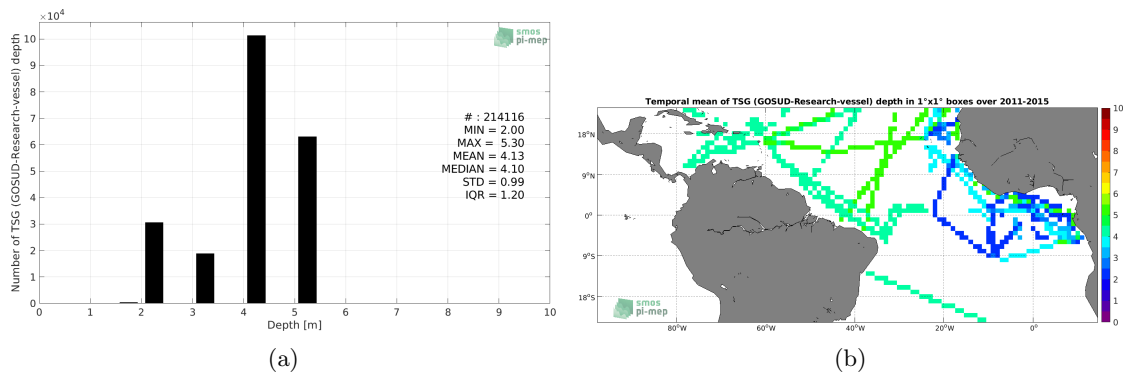 ×10⁴
10
9
8
7
6
5
4
3
2
1
0
Number of TSG (GOSUD-Research-vessel) depth
smos
pi-mep
# : 214116
MIN = 2.00
MAX = 5.30
MEAN = 4.13
MEDIAN = 4.10
STD = 0.99
IQR = 1.20
0 1 2 3 4 5 6 7 8 9 10
Depth [m]
(a)
Temporal mean of TSG (GOSUD-Research-vessel) depth in 1°x1° boxes over 2011-2015
18°N
9°N
0°
9°S
18°S
smos
pi-mep
80°W 60°W 40°W 20°W 0°
10
9
8
7
6
5
4
3
2
1
0
(b)